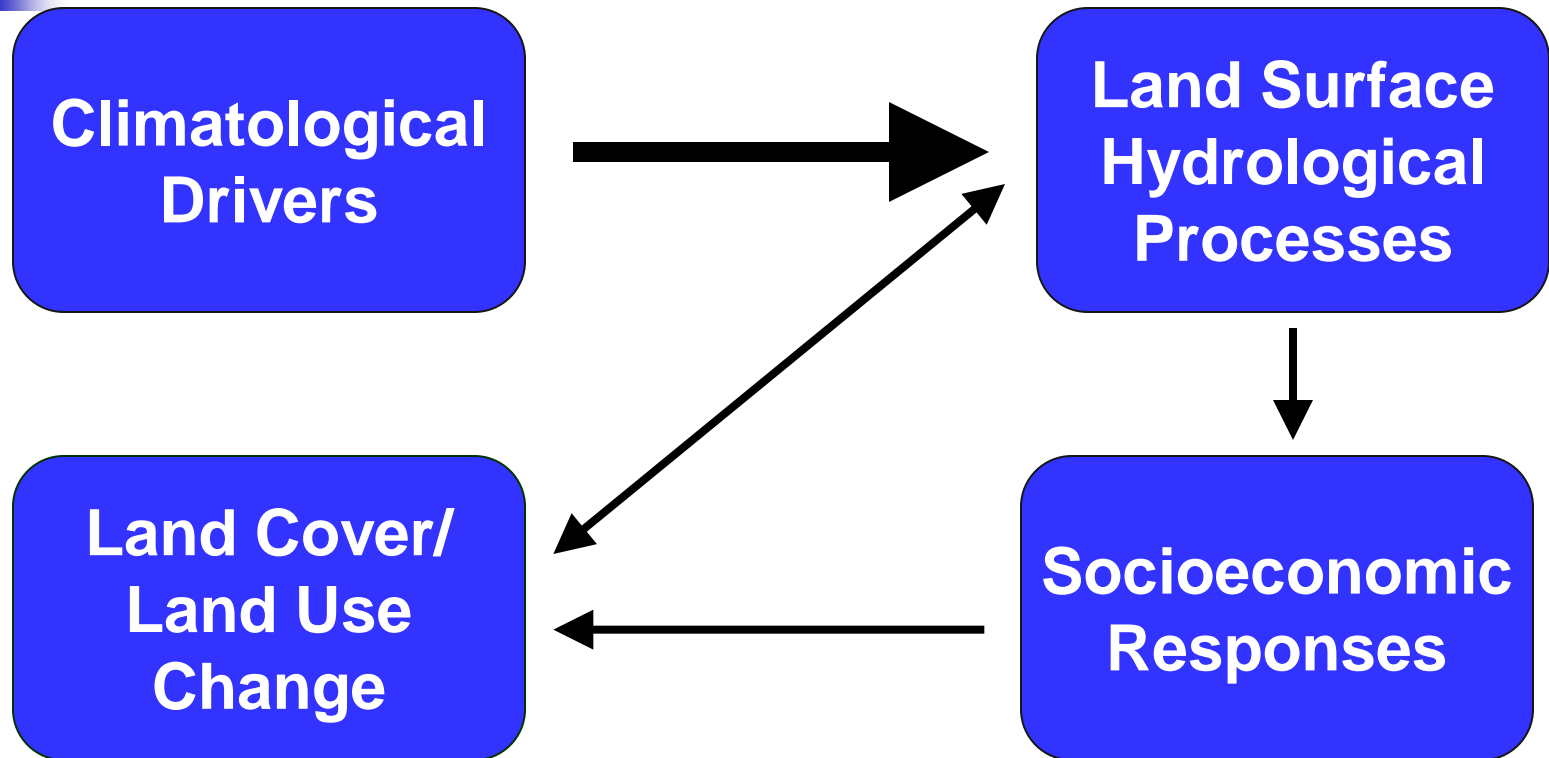 Climatological
Drivers
Land Surface
Hydrological
Processes
Land Cover/
Land Use
Change
Socioeconomic
Responses